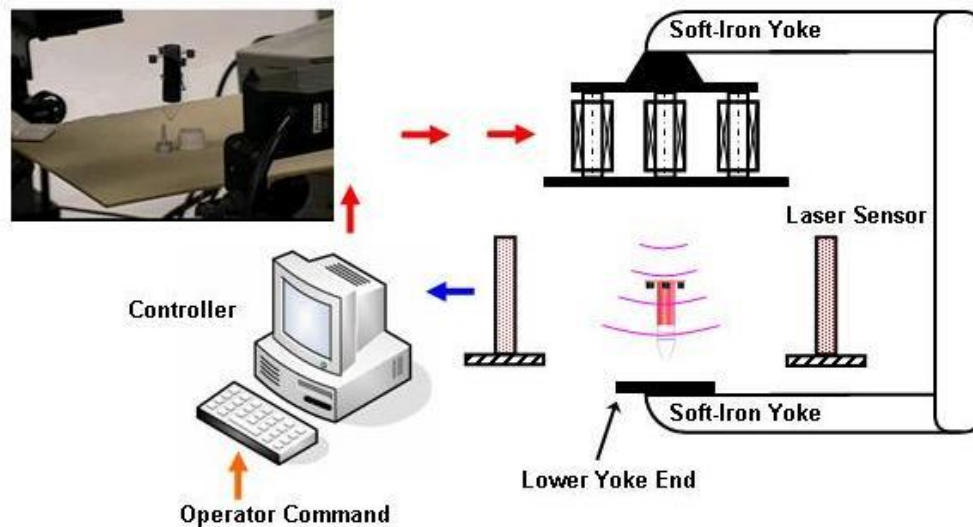 Soft-Iron Yoke
Laser Sensor
Controller
Soft-Iron Yoke
Lower Yoke End
Operator Command